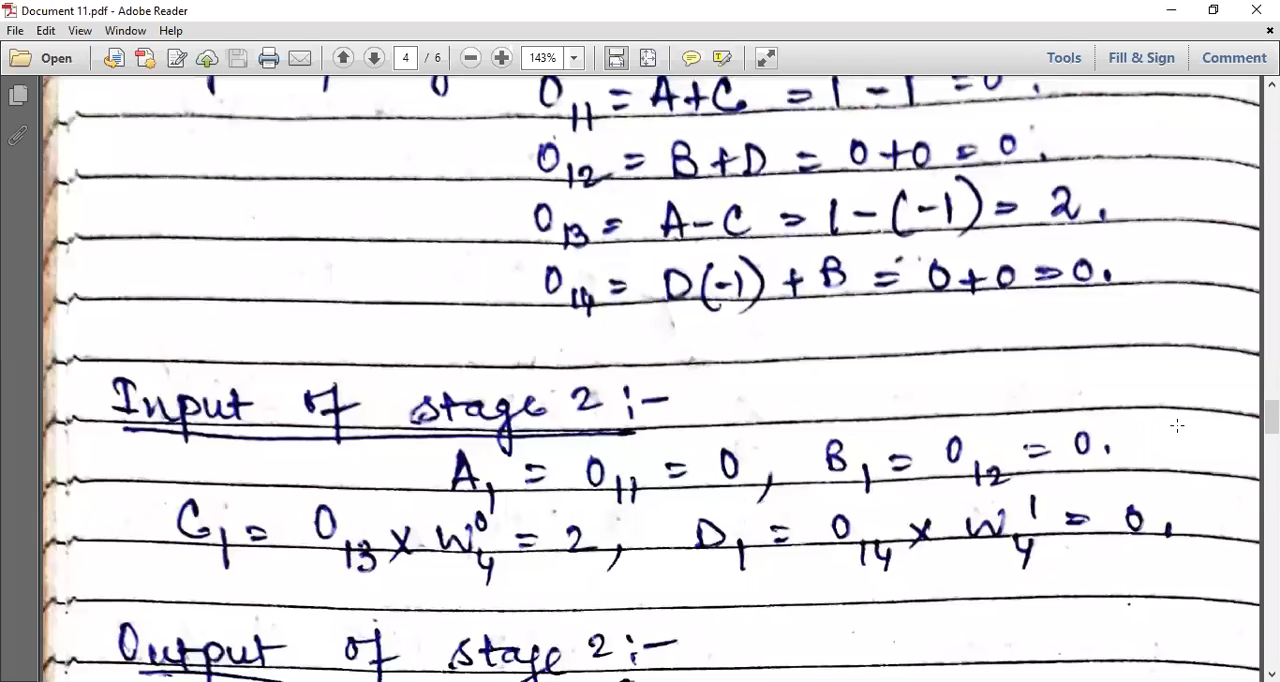 Document 11.pdf - Adobe Reader
File Edit View Window Help
Open 4 / 6 143% Tools Fill & Sign Comment
O11 = A+C = 1 - 1 = 0.
O12 = B+D = 0+0 = 0.
O13 = A-C = 1-(-1) = 2.
O14 = D(-1) + B = 0+0 = 0.
Input of stage 2:-
A1 = O11 = 0, B1 = O12 = 0.
C1 = O13 × W4^0 = 2, D1 = O14 × W4^1 = 0.
Output of stage 2:-